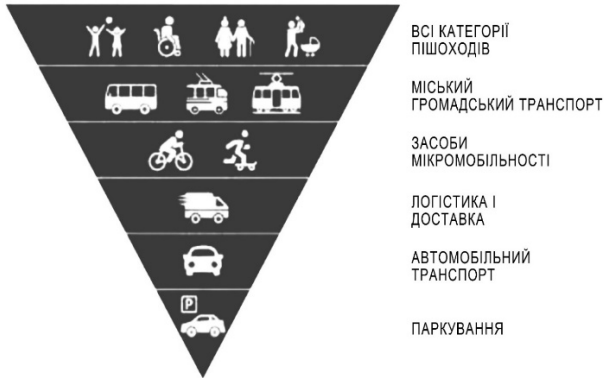 ВСІ КАТЕГОРІЇ
ПІШОХОДІВ
МІСЬКИЙ
ГРОМАДСЬКИЙ ТРАНСПОРТ
ЗАСОБИ
МІКРОМОБІЛЬНОСТІ
ЛОГІСТИКА І
ДОСТАВКА
АВТОМОБІЛЬНИЙ
ТРАНСПОРТ
P
ПАРКУВАННЯ